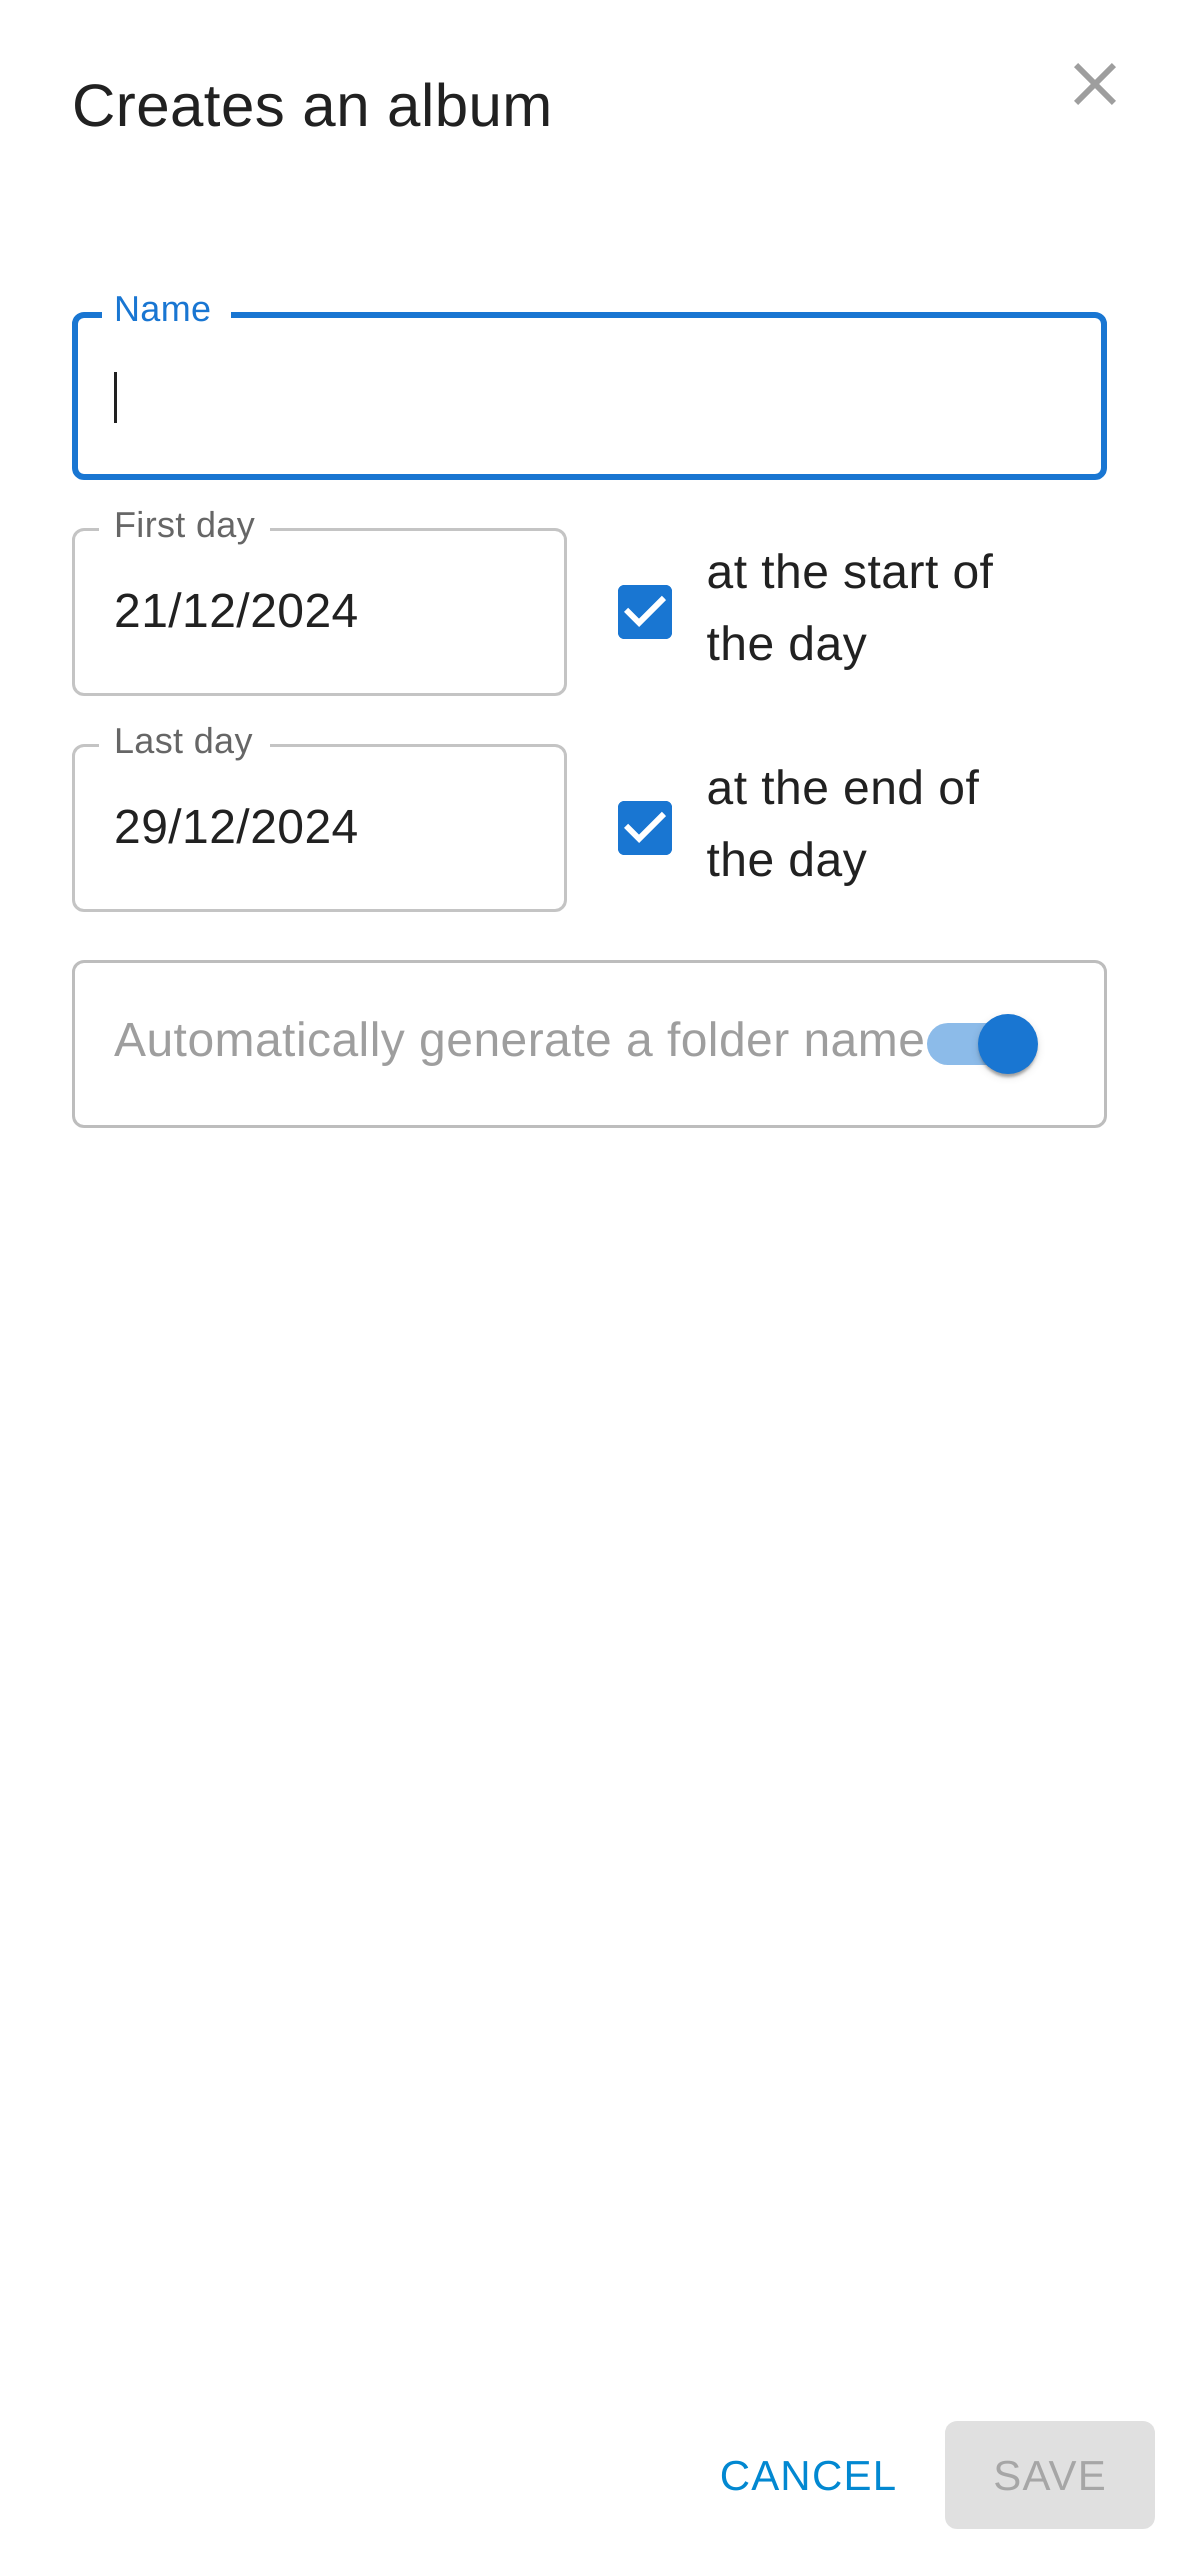 Creates an album
Name
First day
21/12/2024
at the start of
the day
Last day
29/12/2024
at the end of
the day
Automatically generate a folder name
CANCEL
SAVE